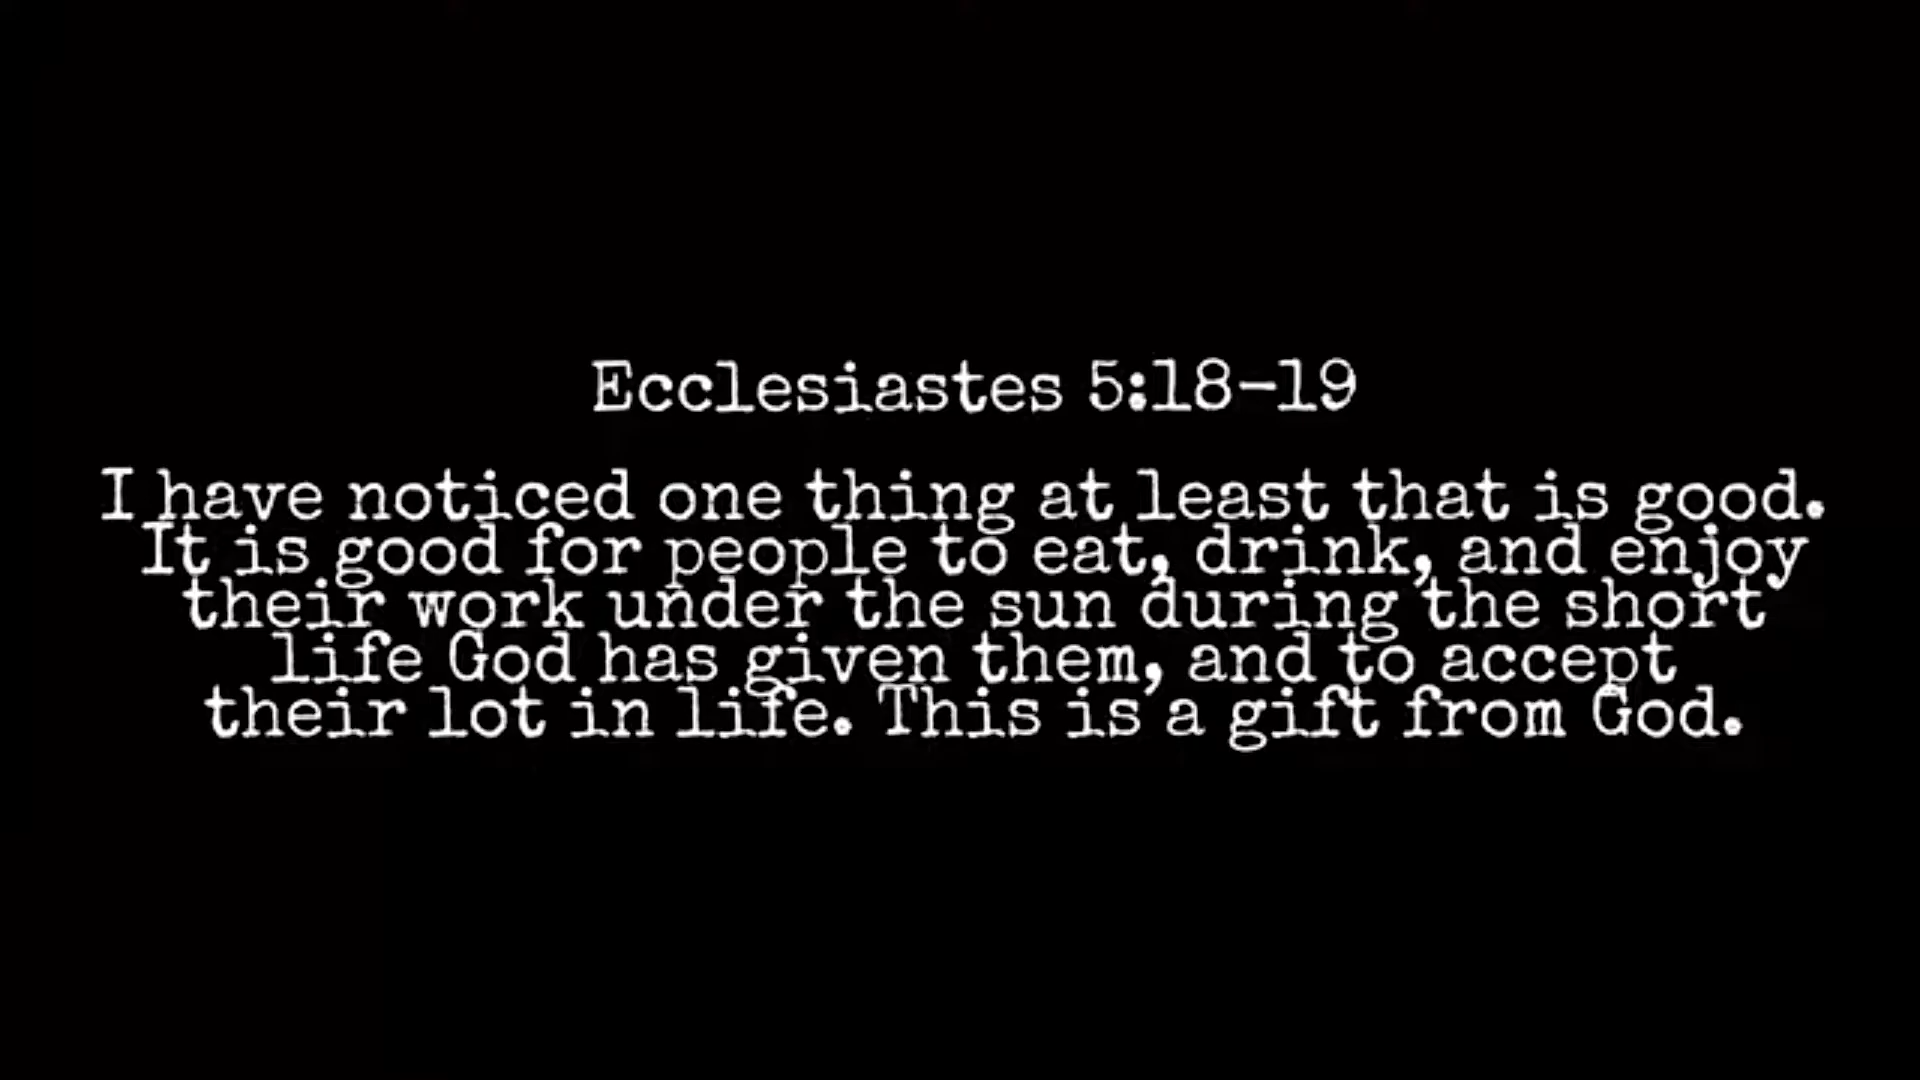 Ecclesiastes 5:18-19
I have noticed one thing at least that is good.
It is good for people to eat, drink, and enjoy
their work under the sun during the short
life God has given them, and to accept
their lot in life. This is a gift from God.